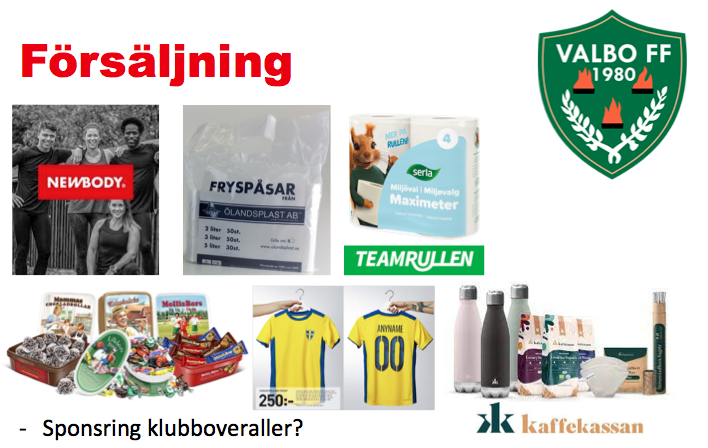 Försäljning
VALBO FF
1980
NEWBODY®
FRYSPÅSAR
FRÅN
ÖLANDSPLAST AB
2 liter 50st.
3 liter 50st.
5 liter 30st.
MER PÅ
RULLEN!
4
serla
Miljöval | Miljøvalg
Maximeter
TEAMRULLEN
Mammas
CHOKLADBOLLAR
250:-
ANYNAME
00
kaffekassan
- Sponsring klubboveraller?